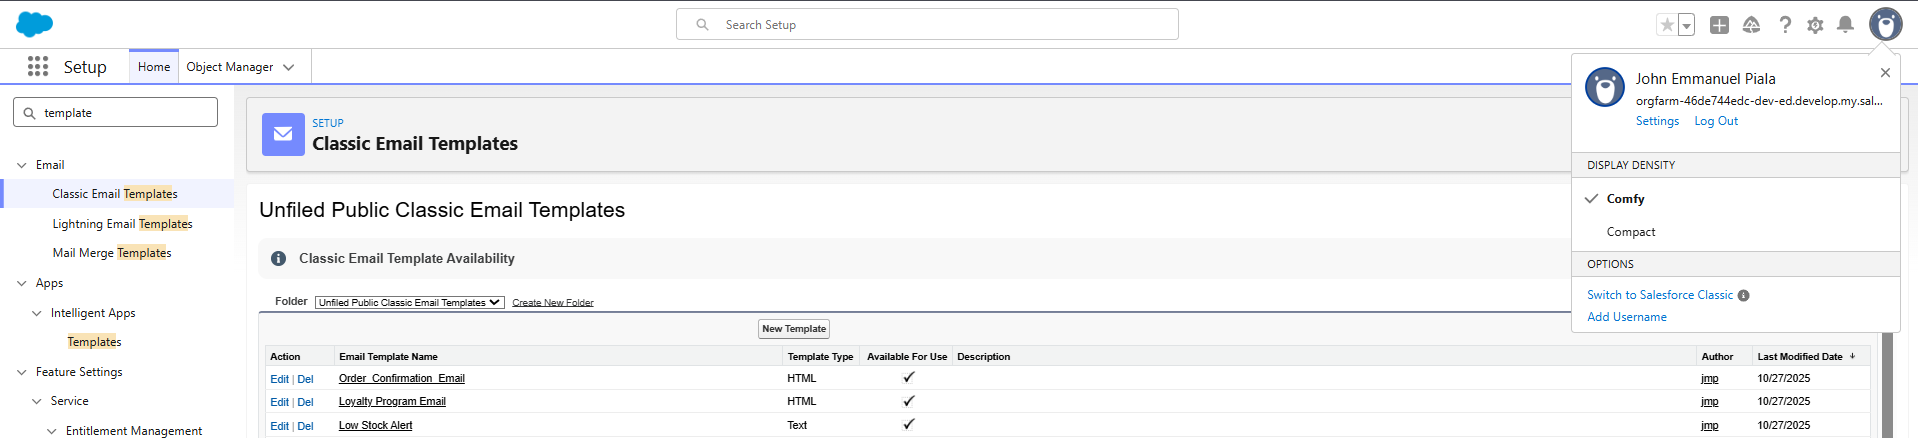 Search Setup
Setup
Home
Object Manager
template
Email
Classic Email Templates
Lightning Email Templates
Mail Merge Templates
Apps
Intelligent Apps
Templates
Feature Settings
Service
Entitlement Management
SETUP
Classic Email Templates
Unfiled Public Classic Email Templates
Classic Email Template Availability
Folder Unfiled Public Classic Email Templates Create New Folder
New Template
Action Email Template Name Template Type Available For Use Description Author Last Modified Date
Edit | Del Order_Confirmation_Email HTML jmp 10/27/2025
Edit | Del Loyalty Program Email HTML jmp 10/27/2025
Edit | Del Low Stock Alert Text jmp 10/27/2025
John Emmanuel Piala
orgfarm-46de744edc-dev-ed.develop.my.sal...
Settings Log Out
DISPLAY DENSITY
Comfy
Compact
OPTIONS
Switch to Salesforce Classic
Add Username